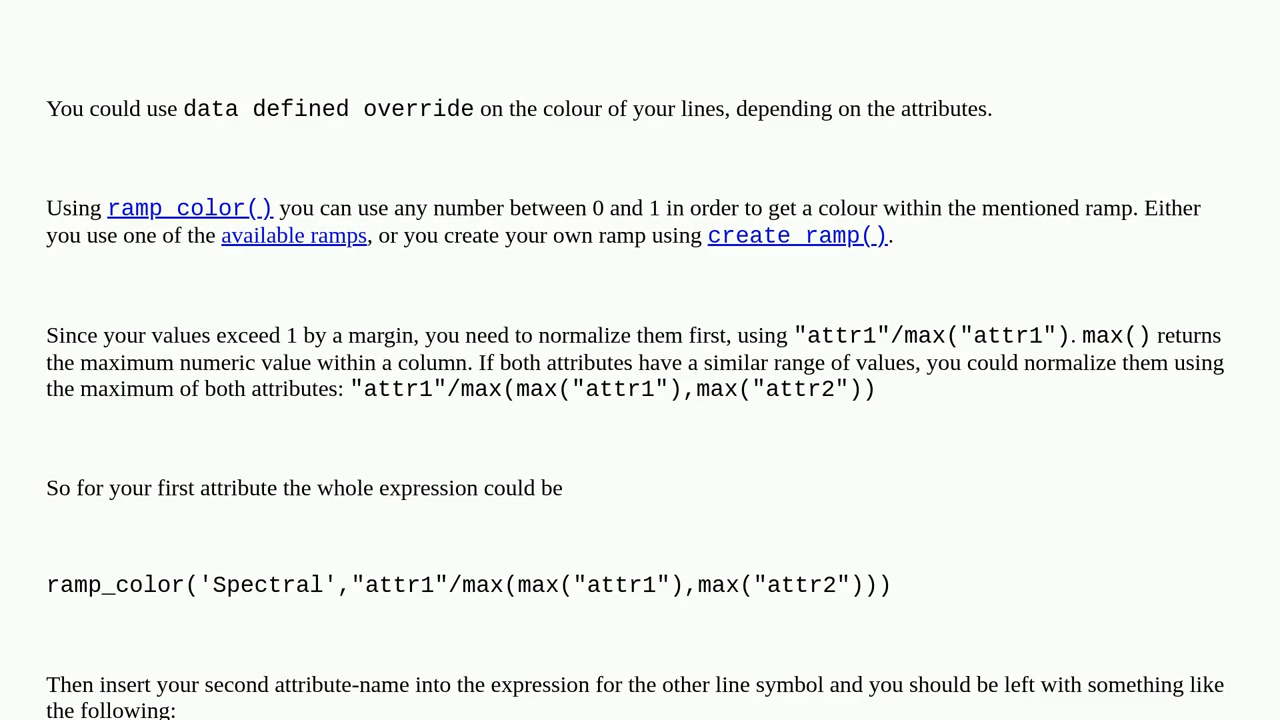 You could use data defined override on the colour of your lines, depending on the attributes.
Using ramp_color() you can use any number between 0 and 1 in order to get a colour within the mentioned ramp. Either
you use one of the available ramps, or you create your own ramp using create_ramp().
Since your values exceed 1 by a margin, you need to normalize them first, using "attr1"/max("attr1"). max() returns
the maximum numeric value within a column. If both attributes have a similar range of values, you could normalize them using
the maximum of both attributes: "attr1"/max(max("attr1"),max("attr2"))
So for your first attribute the whole expression could be
ramp_color('Spectral',"attr1"/max(max("attr1"),max("attr2")))
Then insert your second attribute-name into the expression for the other line symbol and you should be left with something like
the following: